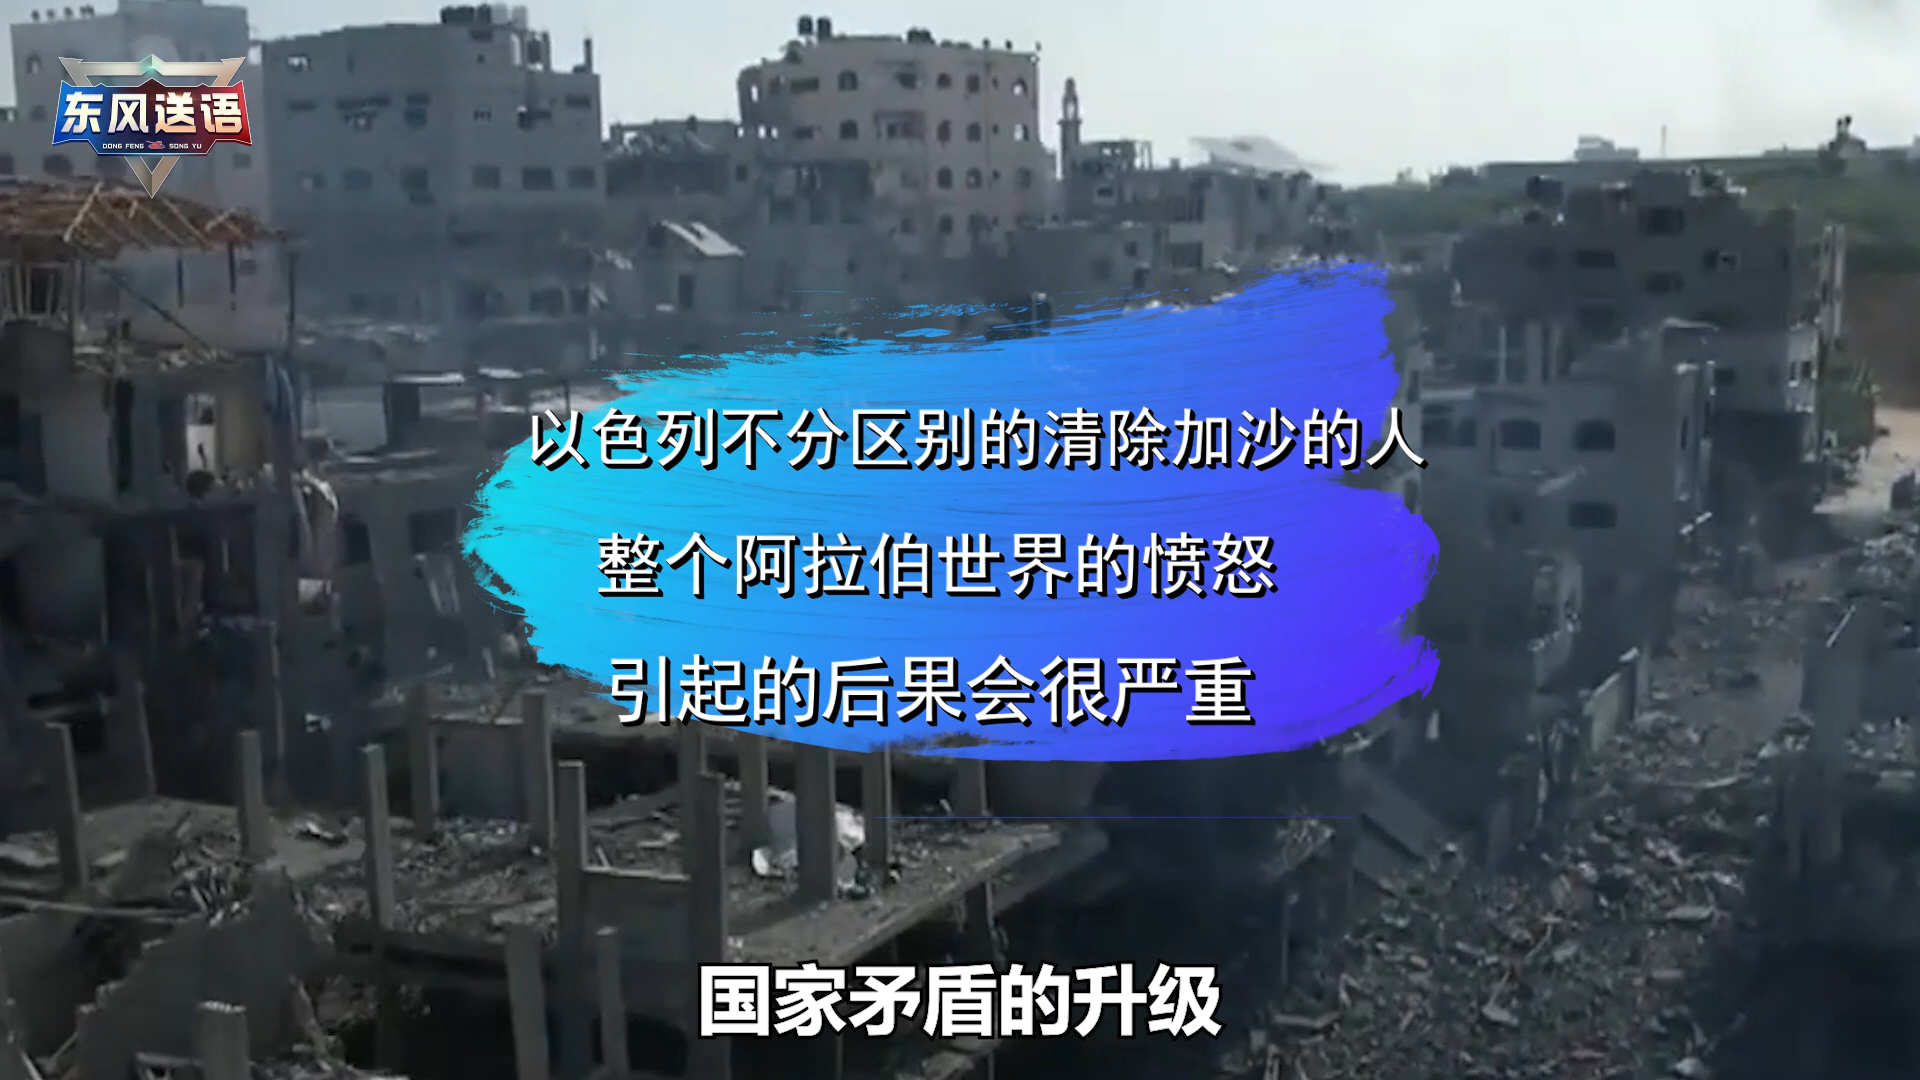 东风送语
DONG FENG SONG YU
以色列不分区别的清除加沙的人
整个阿拉伯世界的愤怒
引起的后果会很严重
国家矛盾的升级